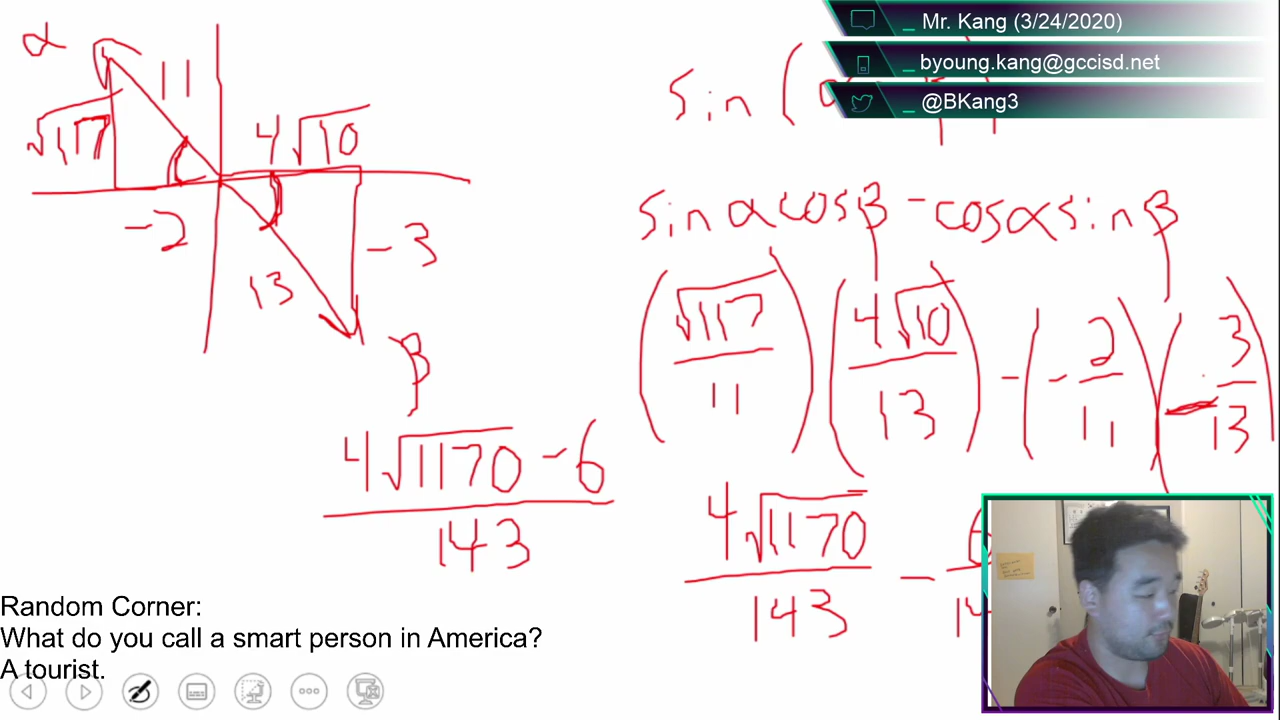 _ Mr. Kang (3/24/2020)
_ byoung.kang@gccisd.net
_ @BKang3
α
11
√117
4√10
-2
-3
13
β
sin(
sinαcosβ - cosαsinβ
(√117/11)(4√10/13) - (-2/11)(-3/13)
4√1170 - 6
143
4√1170/143 - 6/14
Random Corner:
What do you call a smart person in America?
A tourist.